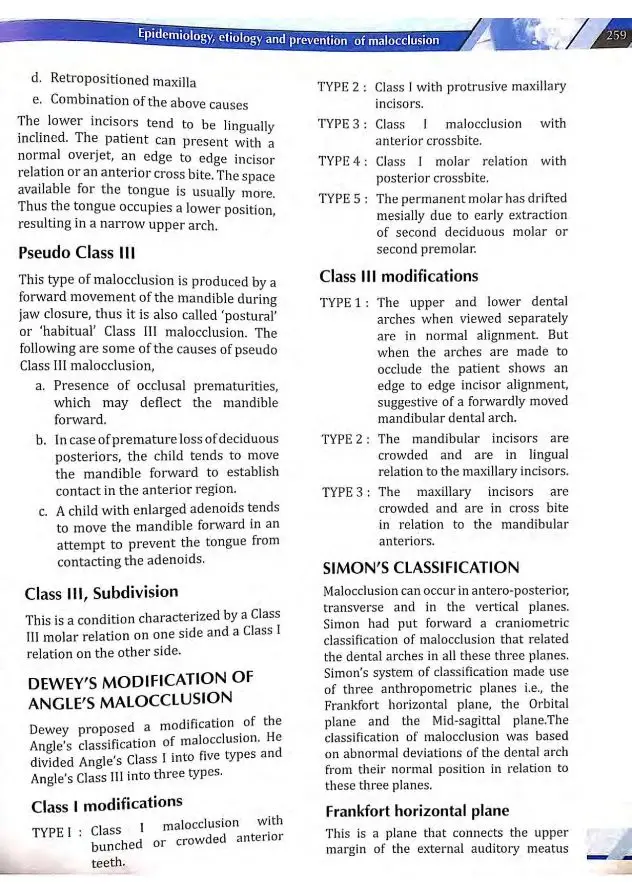 Epidemiology, etiology and prevention of malocclusion
259
d. Retropositioned maxilla
e. Combination of the above causes
The lower incisors tend to be lingually
inclined. The patient can present with a
normal overjet, an edge to edge incisor
relation or an anterior cross bite. The space
available for the tongue is usually more.
Thus the tongue occupies a lower position,
resulting in a narrow upper arch.
Pseudo Class III
This type of malocclusion is produced by a
forward movement of the mandible during
jaw closure, thus it is also called ‘postural’
or ‘habitual’ Class III malocclusion. The
following are some of the causes of pseudo
Class III malocclusion,
a. Presence of occlusal prematurities,
which may deflect the mandible
forward.
b. In case of premature loss of deciduous
posteriors, the child tends to move
the mandible forward to establish
contact in the anterior region.
c. A child with enlarged adenoids tends
to move the mandible forward in an
attempt to prevent the tongue from
contacting the adenoids.
Class III, Subdivision
This is a condition characterized by a Class
III molar relation on one side and a Class I
relation on the other side.
DEWEY’S MODIFICATION OF
ANGLE’S MALOCCLUSION
Dewey proposed a modification of the
Angle’s classification of malocclusion. He
divided Angle’s Class I into five types and
Angle’s Class III into three types.
Class I modifications
TYPE I : Class I malocclusion with
bunched or crowded anterior
teeth.
TYPE 2 : Class I with protrusive maxillary
incisors.
TYPE 3 : Class I malocclusion with
anterior crossbite.
TYPE 4 : Class I molar relation with
posterior crossbite.
TYPE 5 : The permanent molar has drifted
mesially due to early extraction
of second deciduous molar or
second premolar.
Class III modifications
TYPE 1 : The upper and lower dental
arches when viewed separately
are in normal alignment. But
when the arches are made to
occlude the patient shows an
edge to edge incisor alignment,
suggestive of a forwardly moved
mandibular dental arch.
TYPE 2 : The mandibular incisors are
crowded and are in lingual
relation to the maxillary incisors.
TYPE 3 : The maxillary incisors are
crowded and are in cross bite
in relation to the mandibular
anteriors.
SIMON’S CLASSIFICATION
Malocclusion can occur in antero-posterior,
transverse and in the vertical planes.
Simon had put forward a craniometric
classification of malocclusion that related
the dental arches in all these three planes.
Simon’s system of classification made use
of three anthropometric planes i.e., the
Frankfort horizontal plane, the Orbital
plane and the Mid-sagittal plane.The
classification of malocclusion was based
on abnormal deviations of the dental arch
from their normal position in relation to
these three planes.
Frankfort horizontal plane
This is a plane that connects the upper
margin of the external auditory meatus